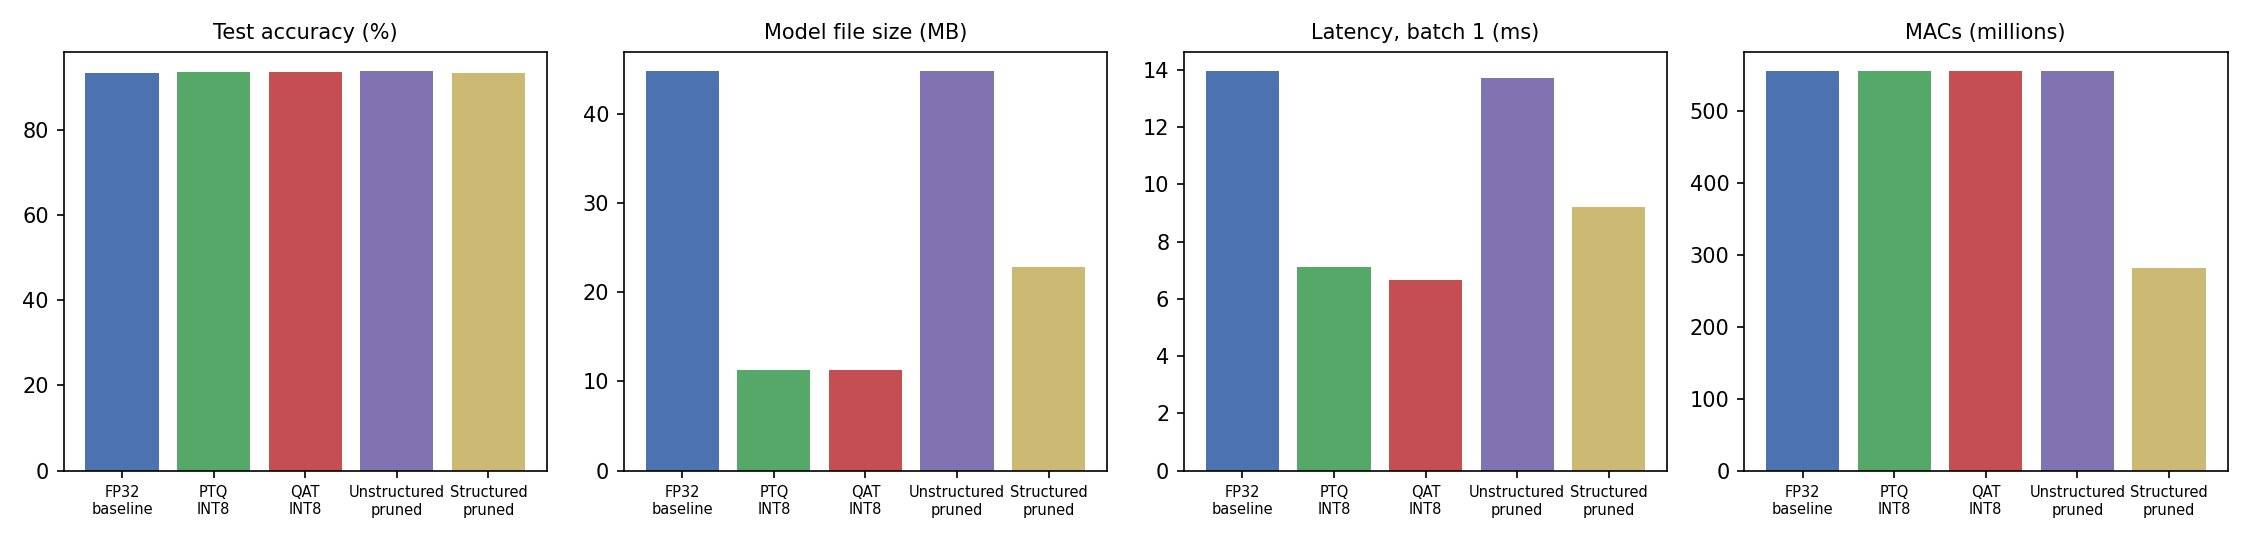 Test accuracy (%)
80
60
40
20
0
FP32
baseline
PTQ
INT8
QAT
INT8
Unstructured
pruned
Structured
pruned
Model file size (MB)
40
30
20
10
0
FP32
baseline
PTQ
INT8
QAT
INT8
Unstructured
pruned
Structured
pruned
Latency, batch 1 (ms)
14
12
10
8
6
4
2
0
FP32
baseline
PTQ
INT8
QAT
INT8
Unstructured
pruned
Structured
pruned
MACs (millions)
500
400
300
200
100
0
FP32
baseline
PTQ
INT8
QAT
INT8
Unstructured
pruned
Structured
pruned